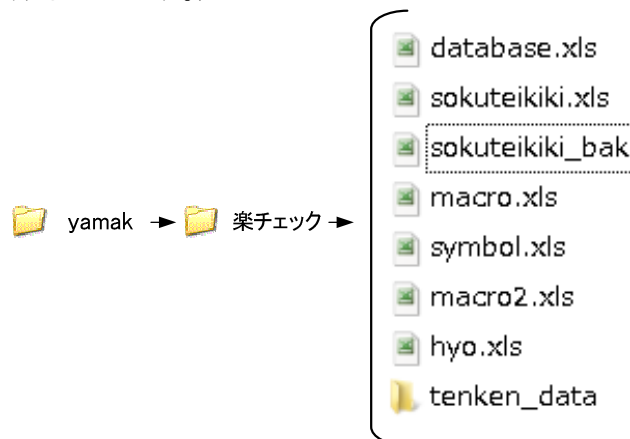 yamak
楽チェック
database.xls
sokuteikiki.xls
sokuteikiki_bak
macro.xls
symbol.xls
macro2.xls
hyo.xls
tenken_data